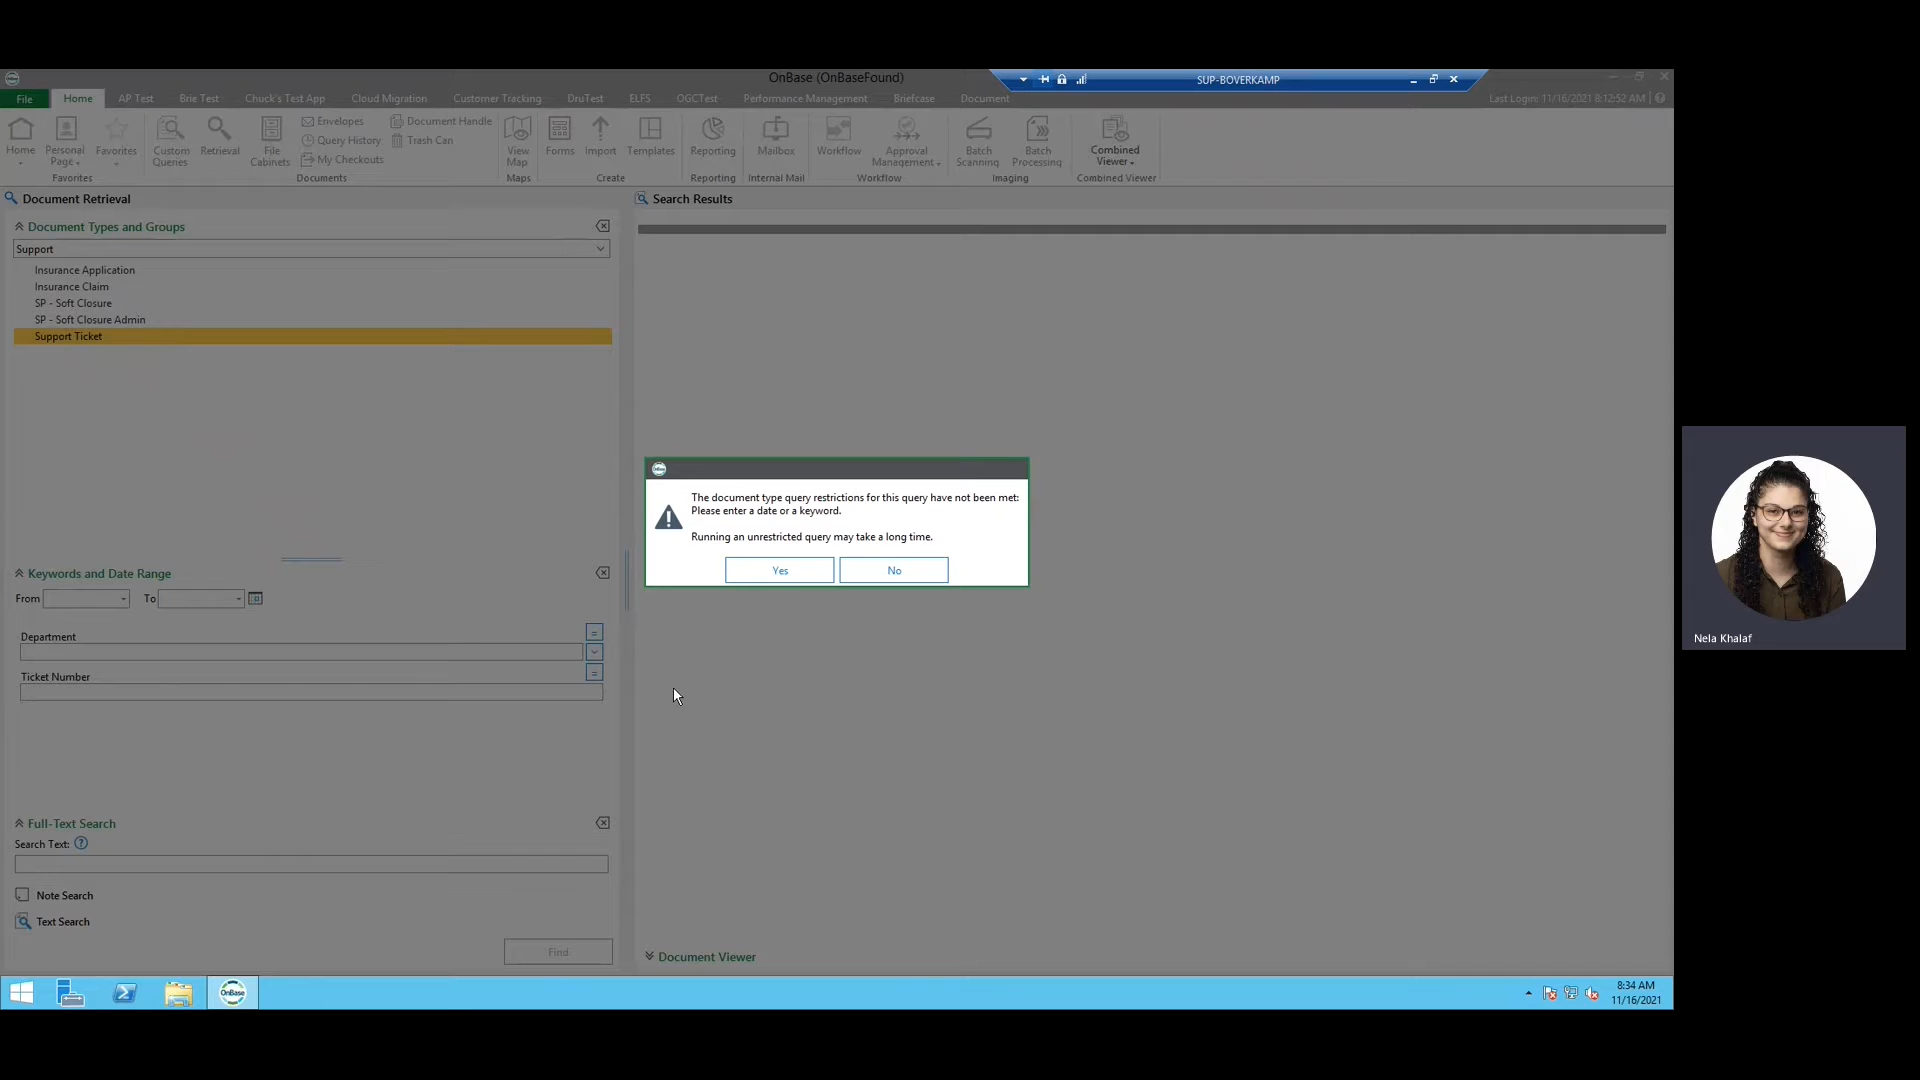 OnBase (OnBaseFound)
SUP-BOVERKAMP
File Home AP Test Brie Test Chuck's Test App Cloud Migration Customer Tracking DruTest ELFS OGCTest Performance Management Briefcase Document
Last Login: 11/16/2021 8:12:52 AM
Home
Personal Page
Favorites
Favorites
Custom Queries
Retrieval
File Cabinets
Envelopes
Query History
My Checkouts
Document Handle
Trash Can
Documents
View Map
Maps
Forms
Import
Templates
Create
Reporting
Reporting
Mailbox
Internal Mail
Workflow
Approval Management
Workflow
Batch Scanning
Batch Processing
Imaging
Combined Viewer
Combined Viewer
Document Retrieval
Document Types and Groups
Support
Insurance Application
Insurance Claim
SP - Soft Closure
SP - Soft Closure Admin
Support Ticket
Keywords and Date Range
From To
Department
=
Ticket Number
=
Full-Text Search
Search Text: ?
Note Search
Text Search
Find
Search Results
OnBase
The document type query restrictions for this query have not been met:
Please enter a date or a keyword.
Running an unrestricted query may take a long time.
Yes No
Document Viewer
Nela Khalaf
OnBase
8:34 AM
11/16/2021